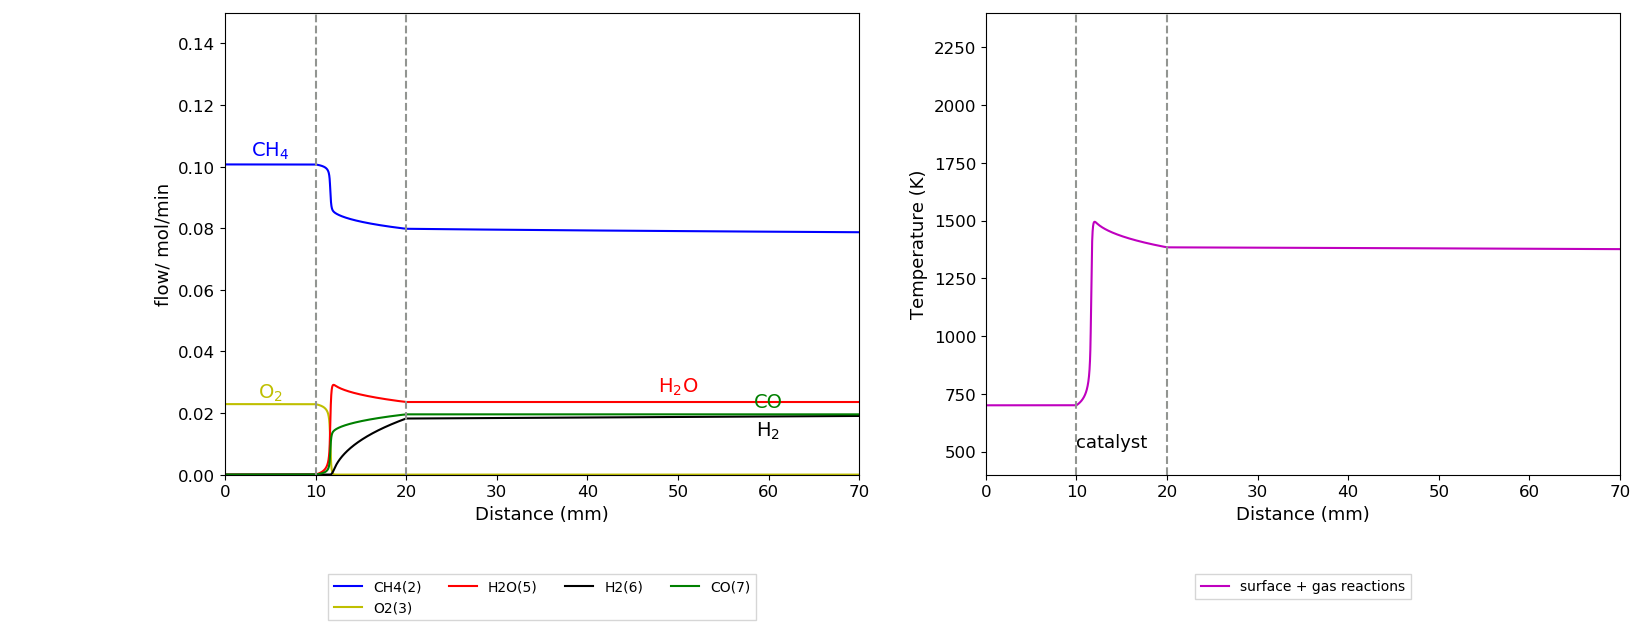 0.14
0.12
0.10
0.08
0.06
0.04
0.02
0.00
flow/ mol/min
CH₄
O₂
H₂O
CO
H₂
0 10 20 30 40 50 60 70
Distance (mm)
CH4(2) H2O(5) H2(6) CO(7)
O2(3)
2250
2000
1750
1500
1250
1000
750
500
Temperature (K)
catalyst
0 10 20 30 40 50 60 70
Distance (mm)
surface + gas reactions